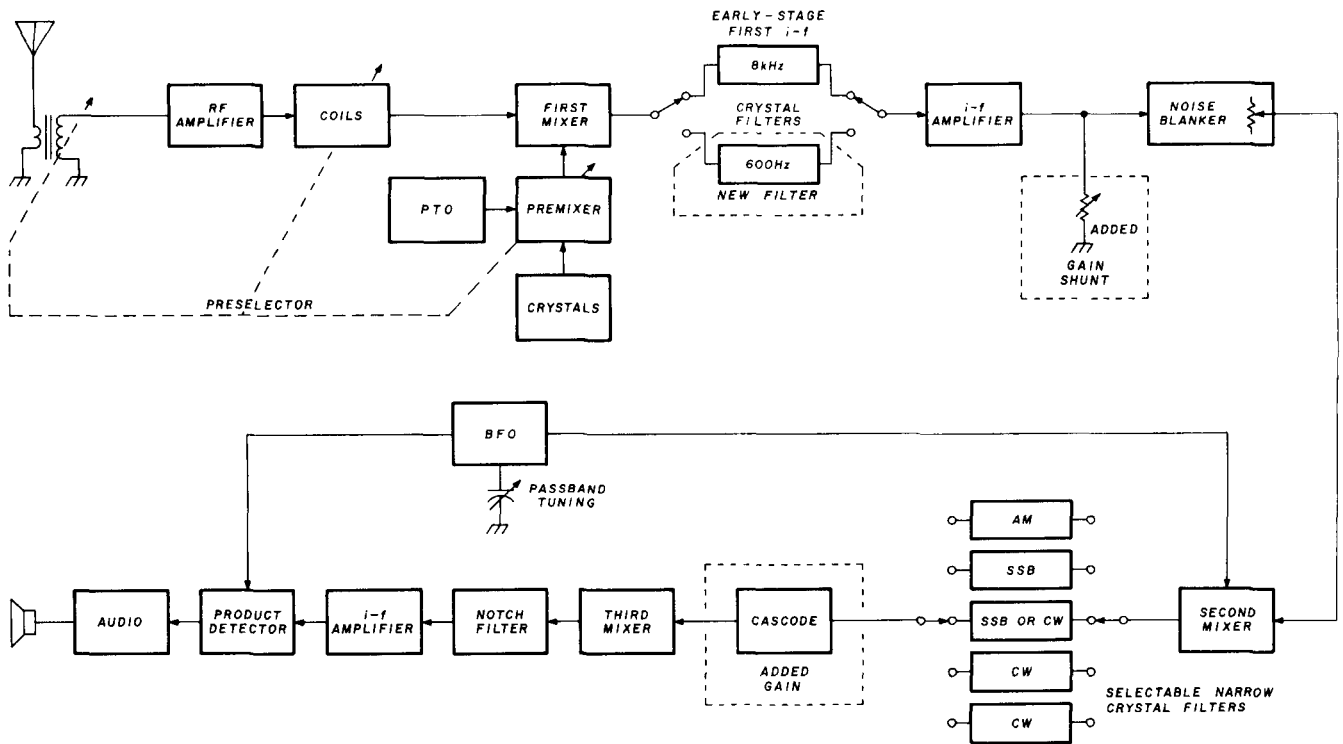 EARLY-STAGE
FIRST i-f
8kHz
RF
AMPLIFIER
COILS
FIRST
MIXER
CRYSTAL
FILTERS
i-f
AMPLIFIER
NOISE
BLANKER
600Hz
NEW FILTER
PTO
PREMIXER
ADDED
GAIN
SHUNT
PRESELECTOR
CRYSTALS
BFO
PASSBAND
TUNING
AM
SSB
AUDIO
PRODUCT
DETECTOR
i-f
AMPLIFIER
NOTCH
FILTER
THIRD
MIXER
CASCODE
SSB OR CW
SECOND
MIXER
ADDED
GAIN
CW
CW
SELECTABLE NARROW
CRYSTAL FILTERS